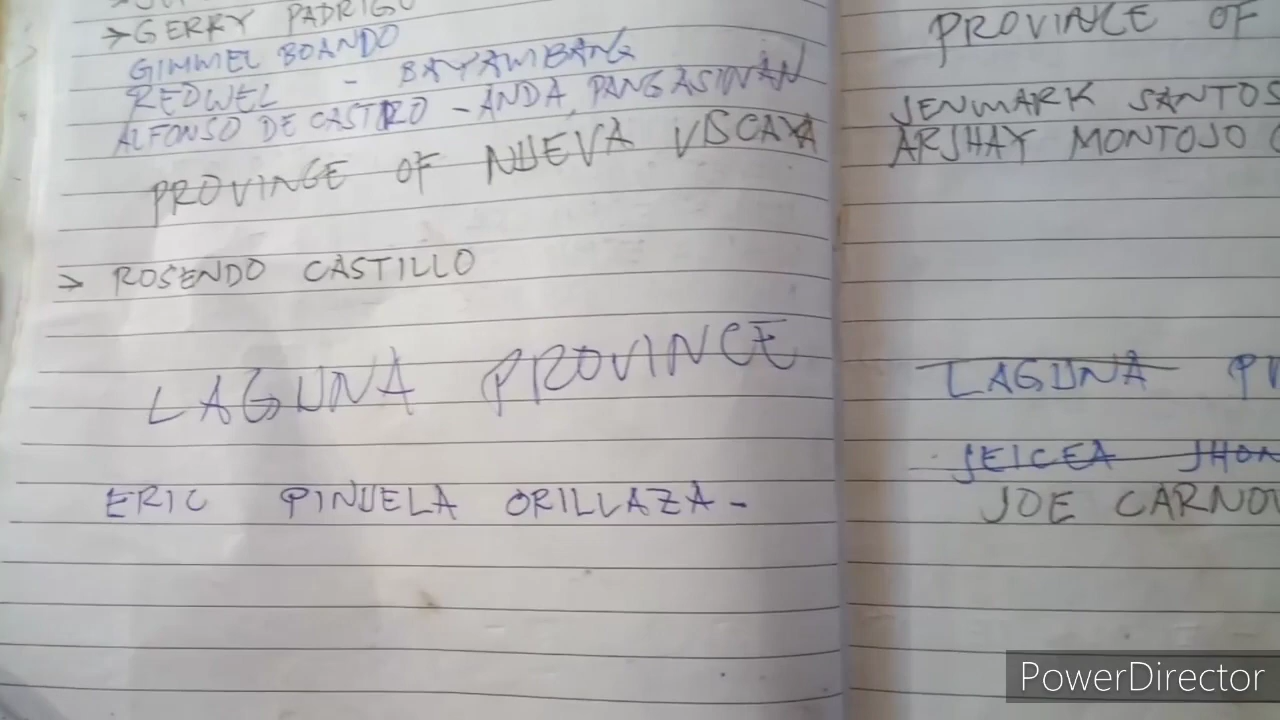 → GERRY PADRIGO
GIMMEL BOANDO
REDWEL - BAYAMBANG
ALFONSO DE CASTRO - ANDA, PANGASINAN
PROVINCE OF NUEVA VISCAYA
→ ROSENDO CASTILLO
LAGUNA PROVINCE
ERIC PINUELA ORILLAZA -
PROVINCE OF
JENMARK SANTOS
ARJHAY MONTOJO
LAGUNA
JEICEA
JOE
PowerDirector